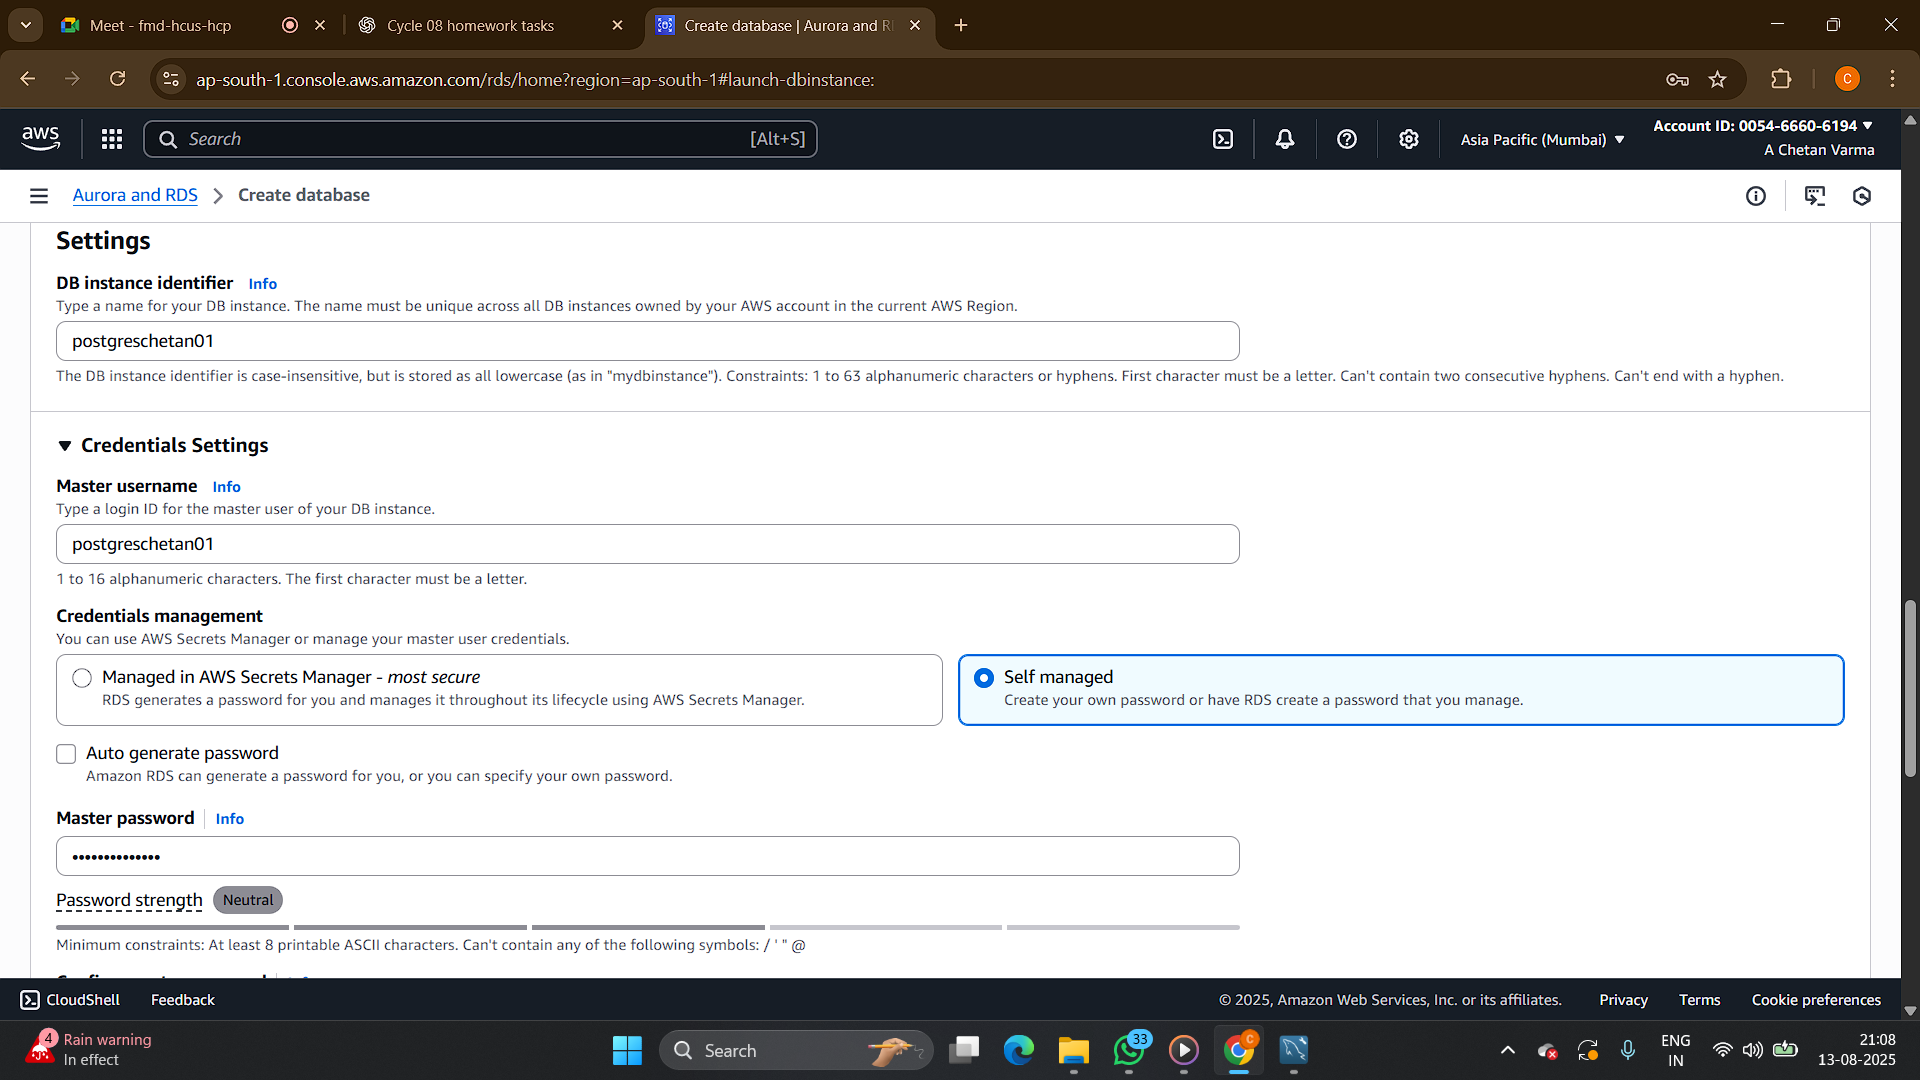 Meet - fmd-hcus-hcp
Cycle 08 homework tasks
Create database | Aurora and R
ap-south-1.console.aws.amazon.com/rds/home?region=ap-south-1#launch-dbinstance:
C
aws
Search
[Alt+S]
Asia Pacific (Mumbai)
Account ID: 0054-6660-6194
A Chetan Varma
Aurora and RDS
Create database
Settings
DB instance identifier Info
Type a name for your DB instance. The name must be unique across all DB instances owned by your AWS account in the current AWS Region.
postgreschetan01
The DB instance identifier is case-insensitive, but is stored as all lowercase (as in "mydbinstance"). Constraints: 1 to 63 alphanumeric characters or hyphens. First character must be a letter. Can't contain two consecutive hyphens. Can't end with a hyphen.
Credentials Settings
Master username Info
Type a login ID for the master user of your DB instance.
postgreschetan01
1 to 16 alphanumeric characters. The first character must be a letter.
Credentials management
You can use AWS Secrets Manager or manage your master user credentials.
Managed in AWS Secrets Manager - most secure
RDS generates a password for you and manages it throughout its lifecycle using AWS Secrets Manager.
Self managed
Create your own password or have RDS create a password that you manage.
Auto generate password
Amazon RDS can generate a password for you, or you can specify your own password.
Master password Info
••••••••••••••
Password strength Neutral
Minimum constraints: At least 8 printable ASCII characters. Can't contain any of the following symbols: / ' " @
CloudShell
Feedback
© 2025, Amazon Web Services, Inc. or its affiliates.
Privacy
Terms
Cookie preferences
4
Rain warning
In effect
Search
33
C
ENG
IN
21:08
13-08-2025